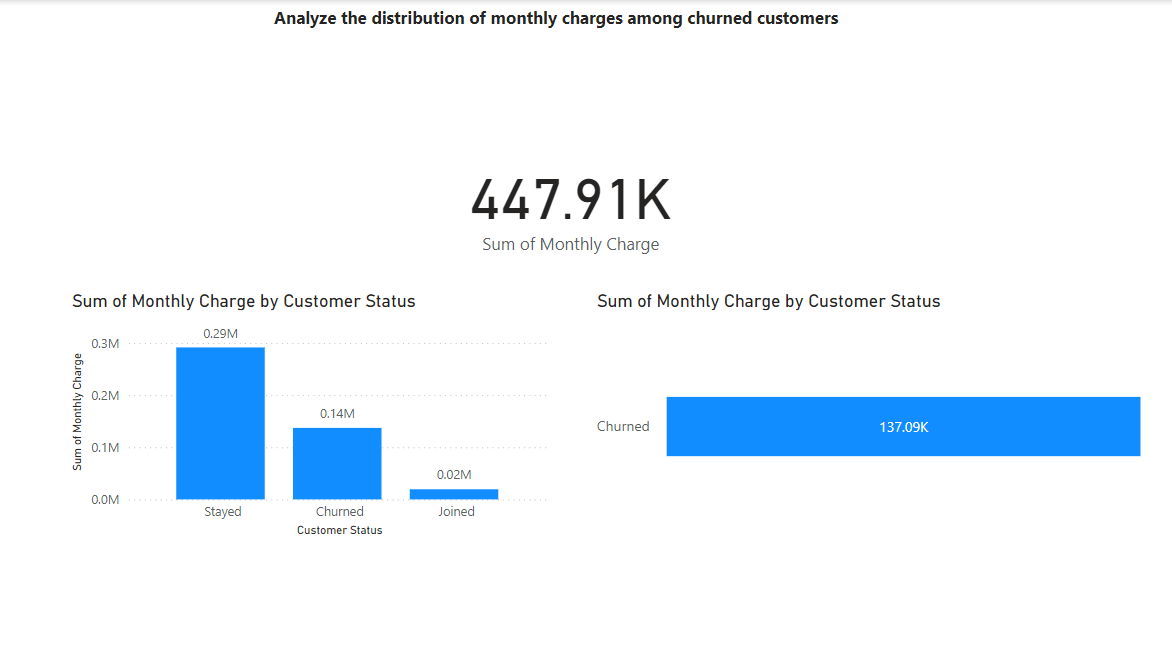 Analyze the distribution of monthly charges among churned customers
447.91K
Sum of Monthly Charge
Sum of Monthly Charge by Customer Status
0.3M
0.2M
0.1M
0.0M
Sum of Monthly Charge
0.29M
0.14M
0.02M
Stayed
Churned
Joined
Customer Status
Sum of Monthly Charge by Customer Status
Churned
137.09K